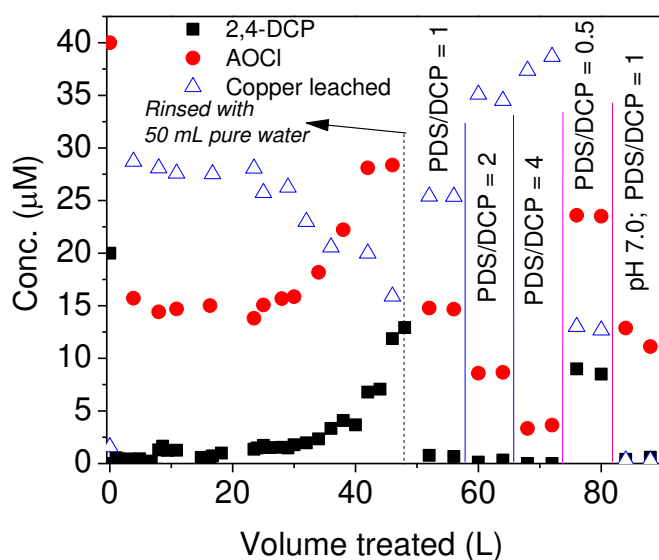 2,4-DCP
AOCl
Copper leached
Rinsed with
50 mL pure water
PDS/DCP = 1
PDS/DCP = 2
PDS/DCP = 4
PDS/DCP = 0.5
pH 7.0; PDS/DCP = 1
Conc. (μM)
40
35
30
25
20
15
10
5
0
0
20
40
60
80
Volume treated (L)